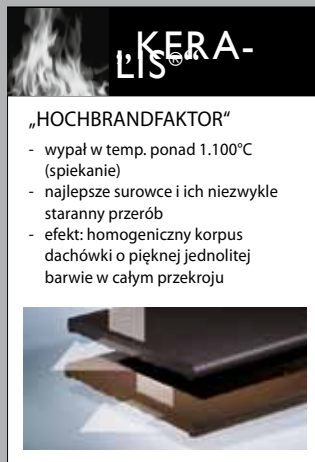 „KERA-
LIS®“
„HOCHBRANDFAKTOR“
- wypał w temp. ponad 1.100°C
(spiekanie)
- najlepsze surowce i ich niezwykle
staranny przerób
- efekt: homogeniczny korpus
dachówki o pięknej jednolitej
barwie w całym przekroju